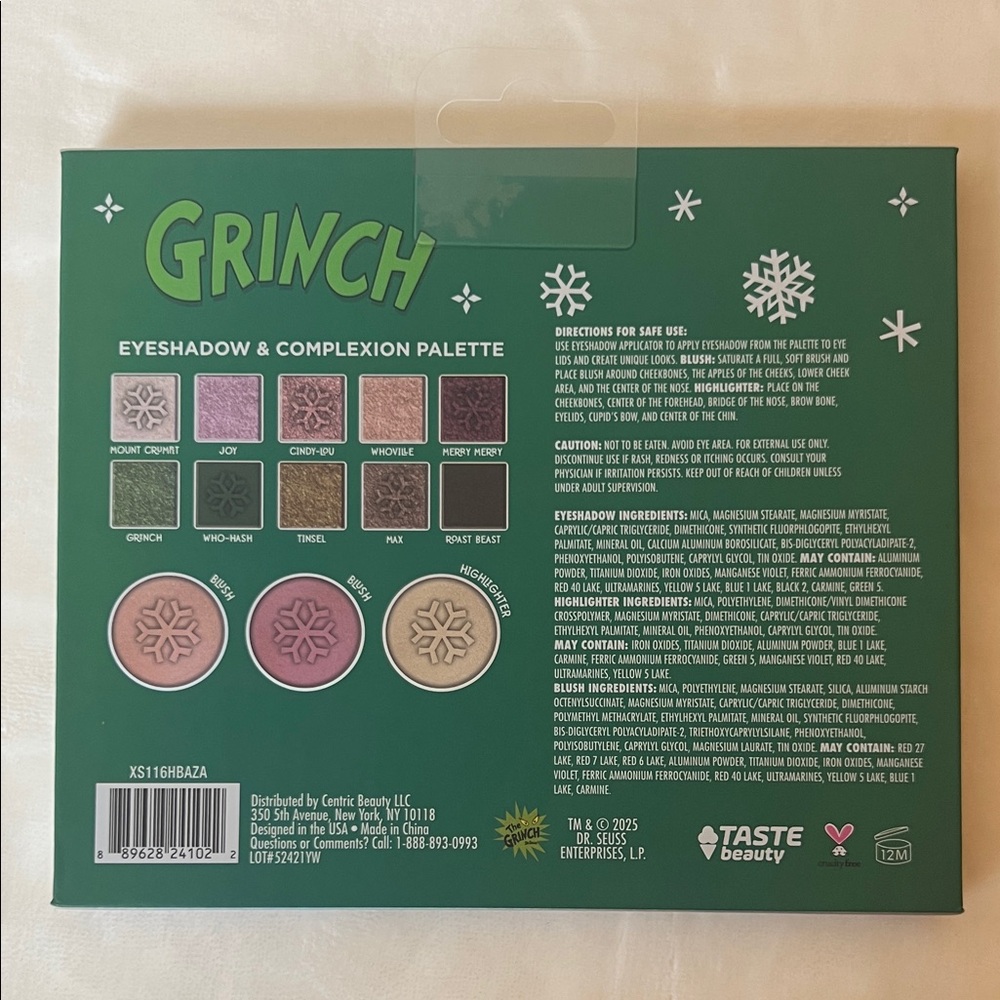 GRINCH
EYESHADOW & COMPLEXION PALETTE
MOUNT CRUMPIT
JOY
CINDY-LOU
WHOVILLE
MERRY MERRY
GRINCH
WHO-HASH
TINSEL
MAX
ROAST BEAST
BLUSH
BLUSH
HIGHLIGHTER
XS116HBAZA
8 89628 24102 2
Distributed by Centric Beauty LLC
350 5th Avenue, New York, NY 10118
Designed in the USA • Made in China
Questions or Comments? Call: 1-888-893-0993
LOT#52421YW
DIRECTIONS FOR SAFE USE:
USE EYESHADOW APPLICATOR TO APPLY EYESHADOW FROM THE PALETTE TO EYE
LIDS AND CREATE UNIQUE LOOKS. BLUSH: SATURATE A FULL, SOFT BRUSH AND
PLACE BLUSH AROUND CHEEKBONES, THE APPLES OF THE CHEEKS, LOWER CHEEK
AREA, AND THE CENTER OF THE NOSE. HIGHLIGHTER: PLACE ON THE
CHEEKBONES, CENTER OF THE FOREHEAD, BRIDGE OF THE NOSE, BROW BONE,
EYELIDS, CUPID'S BOW, AND CENTER OF THE CHIN.
CAUTION: NOT TO BE EATEN. AVOID EYE AREA. FOR EXTERNAL USE ONLY.
DISCONTINUE USE IF RASH, REDNESS OR ITCHING OCCURS. CONSULT YOUR
PHYSICIAN IF IRRITATION PERSISTS. KEEP OUT OF REACH OF CHILDREN UNLESS
UNDER ADULT SUPERVISION.
EYESHADOW INGREDIENTS: MICA, MAGNESIUM STEARATE, MAGNESIUM MYRISTATE,
CAPRYLIC/CAPRIC TRIGLYCERIDE, DIMETHICONE, SYNTHETIC FLUORPHLOGOPITE, ETHYLHEXYL
PALMITATE, MINERAL OIL, CALCIUM ALUMINUM BOROSILICATE, BIS-DIGLYCERYL POLYACYLADIPATE-2,
PHENOXYETHANOL, POLYISOBUTENE, CAPRYLYL GLYCOL, TIN OXIDE. MAY CONTAIN: ALUMINUM
POWDER, TITANIUM DIOXIDE, IRON OXIDES, MANGANESE VIOLET, FERRIC AMMONIUM FERROCYANIDE,
RED 40 LAKE, ULTRAMARINES, YELLOW 5 LAKE, BLUE 1 LAKE, BLACK 2, CARMINE, GREEN 5.
HIGHLIGHTER INGREDIENTS: MICA, POLYETHYLENE, DIMETHICONE/VINYL DIMETHICONE
CROSSPOLYMER, MAGNESIUM MYRISTATE, DIMETHICONE, CAPRYLIC/CAPRIC TRIGLYCERIDE,
ETHYLHEXYL PALMITATE, MINERAL OIL, PHENOXYETHANOL, CAPRYLYL GLYCOL, TIN OXIDE.
MAY CONTAIN: IRON OXIDES, TITANIUM DIOXIDE, ALUMINUM POWDER, BLUE 1 LAKE,
CARMINE, FERRIC AMMONIUM FERROCYANIDE, GREEN 5, MANGANESE VIOLET, RED 40 LAKE,
ULTRAMARINES, YELLOW 5 LAKE.
BLUSH INGREDIENTS: MICA, POLYETHYLENE, MAGNESIUM STEARATE, SILICA, ALUMINUM STARCH
OCTENYLSUCCINATE, MAGNESIUM MYRISTATE, CAPRYLIC/CAPRIC TRIGLYCERIDE, DIMETHICONE,
POLYMETHYL METHACRYLATE, ETHYLHEXYL PALMITATE, MINERAL OIL, SYNTHETIC FLUORPHLOGOPITE,
BIS-DIGLYCERYL POLYACYLADIPATE-2, TRIETHOXYCAPRYLYLSILANE, PHENOXYETHANOL,
POLYISOBUTYLENE, CAPRYLYL GLYCOL, MAGNESIUM LAURATE, TIN OXIDE. MAY CONTAIN: RED 27
LAKE, RED 7 LAKE, RED 6 LAKE, ALUMINUM POWDER, TITANIUM DIOXIDE, IRON OXIDES, MANGANESE
VIOLET, FERRIC AMMONIUM FERROCYANIDE, RED 40 LAKE, ULTRAMARINES, YELLOW 5 LAKE, BLUE 1
LAKE, CARMINE.
The
GRINCH
TM & © 2025
DR. SEUSS
ENTERPRISES, L.P.
TASTE
beauty
cruelty free
12M